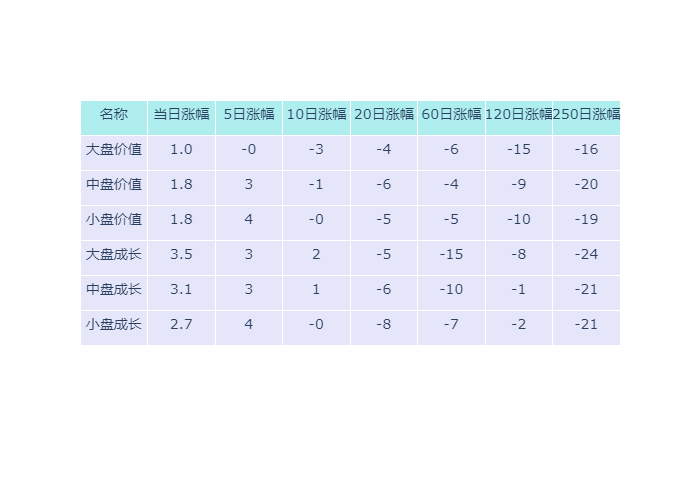 名称 当日涨幅 5日涨幅 10日涨幅 20日涨幅 60日涨幅 120日涨幅 250日涨幅
大盘价值 1.0 -0 -3 -4 -6 -15 -16
中盘价值 1.8 3 -1 -6 -4 -9 -20
小盘价值 1.8 4 -0 -5 -5 -10 -19
大盘成长 3.5 3 2 -5 -15 -8 -24
中盘成长 3.1 3 1 -6 -10 -1 -21
小盘成长 2.7 4 -0 -8 -7 -2 -21